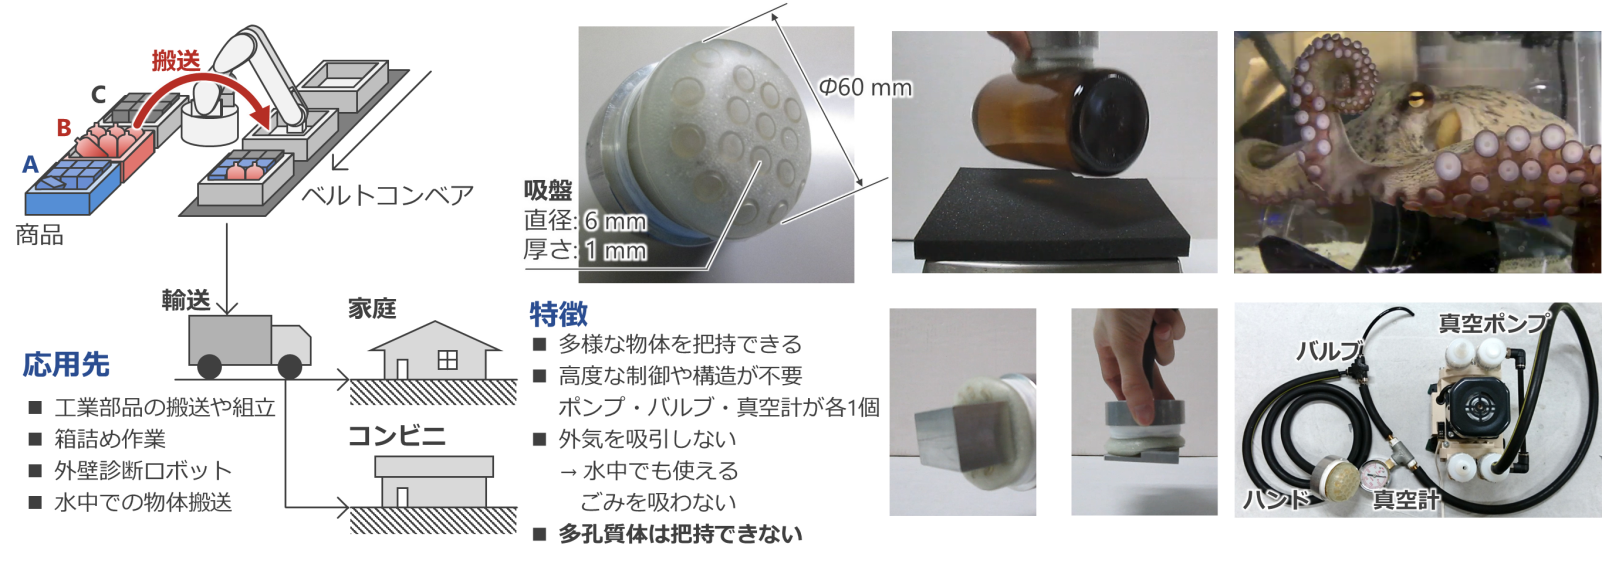 搬送
C
B
A
商品
ベルトコンベア
輸送
家庭
コンビニ
応用先
■ 工業部品の搬送や組立
■ 箱詰め作業
■ 外壁診断ロボット
■ 水中での物体搬送
Φ60 mm
吸盤
直径: 6 mm
厚さ: 1 mm
特徴
■ 多様な物体を把持できる
■ 高度な制御や構造が不要
ポンプ・バルブ・真空計が各1個
■ 外気を吸引しない
→ 水中でも使える
ごみを吸わない
■ 多孔質体は把持できない
真空ポンプ
バルブ
ハンド
真空計